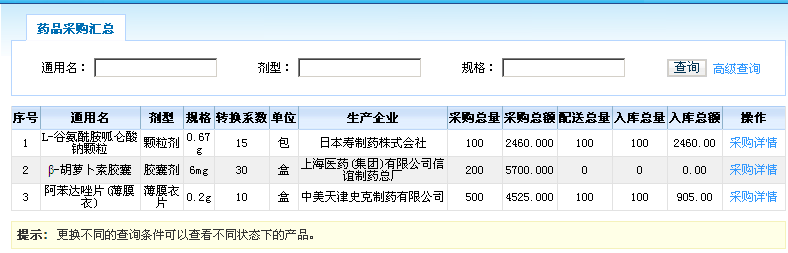 药品采购汇总
通用名： 剂型： 规格： 查询 高级查询
序号 通用名 剂型 规格 转换系数 单位 生产企业 采购总量 采购总额 配送总量 入库总量 入库总额 操作
1 L-谷氨酰胺呱仑酸钠颗粒 颗粒剂 0.67g 15 包 日本寿制药株式会社 100 2460.000 100 100 2460.00 采购详情
2 β-胡萝卜素胶囊 胶囊剂 6mg 30 盒 上海医药(集团)有限公司信谊制药总厂 200 5700.000 0 0 0.00 采购详情
3 阿苯达唑片(薄膜衣) 薄膜衣片 0.2g 10 盒 中美天津史克制药有限公司 500 4525.000 100 100 905.00 采购详情
提示： 更换不同的查询条件可以查看不同状态下的产品。